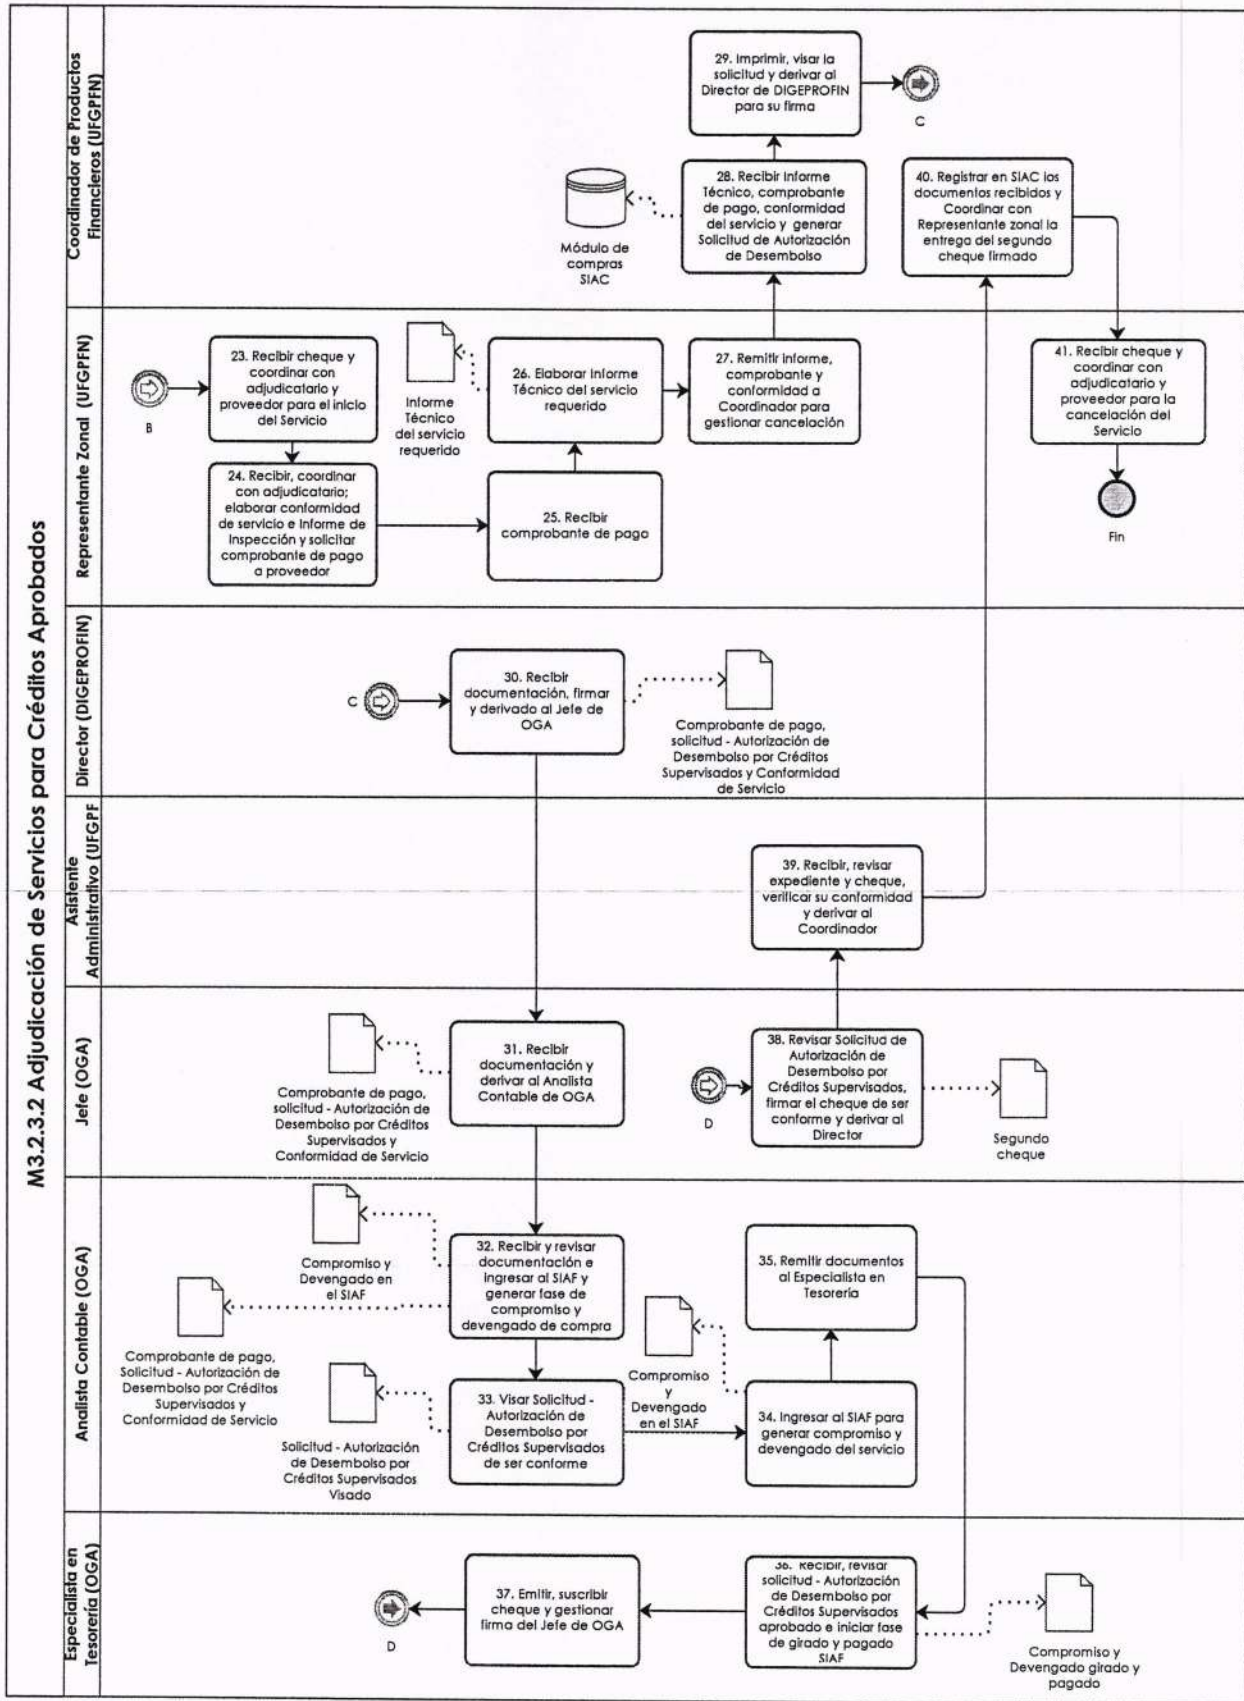 M3.2.3.2 Adjudicación de Servicios para Créditos Aprobados
Coordinador de Productos
Financieros (UFGPFN)
29. Imprimir, visar la
solicitud y derivar al
Director de DIGEPROFIN
para su firma
C
28. Recibir Informe
Técnico, comprobante
de pago, conformidad
del servicio y generar
Solicitud de Autorización
de Desembolso
Módulo de
compras
SIAC
40. Registrar en SIAC los
documentos recibidos y
Coordinar con
Representante zonal la
entrega del segundo
cheque firmado
Representante Zonal (UFGPFN)
B
23. Recibir cheque y
coordinar con
adjudicatario y
proveedor para el inicio
del Servicio
24. Recibir, coordinar
con adjudicatario;
elaborar conformidad
de servicio e Informe de
Inspección y solicitar
comprobante de pago
a proveedor
25. Recibir
comprobante de pago
26. Elaborar Informe
Técnico del servicio
requerido
Informe
Técnico
del servicio
requerido
27. Remitir informe,
comprobante y
conformidad a
Coordinador para
gestionar cancelación
41. Recibir cheque y
coordinar con
adjudicatario y
proveedor para la
cancelación del
Servicio
Fin
Director (DIGEPROFIN)
C
30. Recibir
documentación, firmar
y derivado al Jefe de
OGA
Comprobante de pago,
solicitud - Autorización de
Desembolso por Créditos
Supervisados y Conformidad
de Servicio
Asistente
Administrativo (UFGPF
39. Recibir, revisar
expediente y cheque,
verificar su conformidad
y derivar al
Coordinador
Jefe (OGA)
31. Recibir
documentación y
derivar al Analista
Contable de OGA
Comprobante de pago,
solicitud - Autorización de
Desembolso por Créditos
Supervisados y
Conformidad de Servicio
D
38. Revisar Solicitud de
Autorización de
Desembolso por
Créditos Supervisados,
firmar el cheque de ser
conforme y derivar al
Director
Segundo
cheque
Analista Contable (OGA)
32. Recibir y revisar
documentación e
ingresar al SIAF y
generar fase de
compromiso y
devengado de compra
Compromiso y
Devengado en
el SIAF
Comprobante de pago,
Solicitud - Autorización de
Desembolso por Créditos
Supervisados y
Conformidad de Servicio
33. Visar Solicitud -
Autorización de
Desembolso por
Créditos Supervisados
de ser conforme
Solicitud - Autorización
de Desembolso por
Créditos Supervisados
Visado
Compromiso
y
Devengado
en el SIAF
34. Ingresar al SIAF para
generar compromiso y
devengado del servicio
35. Remitir documentos
al Especialista en
Tesorería
Especialista en
Tesorería (OGA)
36. Recibir, revisar
solicitud - Autorización
de Desembolso por
Créditos Supervisados
aprobado e iniciar fase
de girado y pagado
SIAF
Compromiso y
Devengado girado y
pagado
37. Emitir, suscribir
cheque y gestionar
firma del Jefe de OGA
D